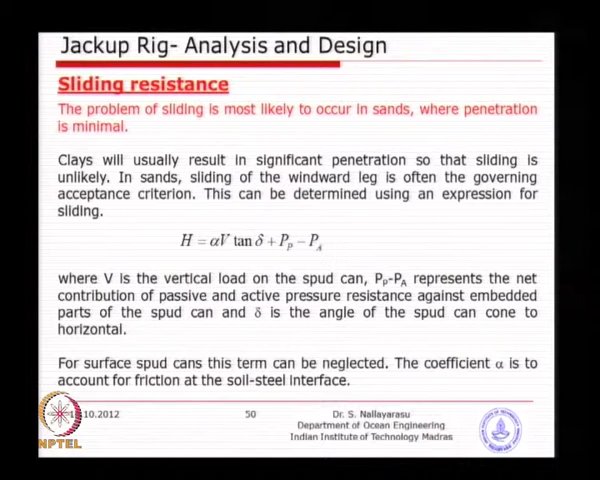 Jackup Rig- Analysis and Design
Sliding resistance
The problem of sliding is most likely to occur in sands, where penetration
is minimal.
Clays will usually result in significant penetration so that sliding is
unlikely. In sands, sliding of the windward leg is often the governing
acceptance criterion. This can be determined using an expression for
sliding.
H = αV tan δ + P_P − P_A
where V is the vertical load on the spud can, P_P-P_A represents the net
contribution of passive and active pressure resistance against embedded
parts of the spud can and δ is the angle of the spud can cone to
horizontal.
For surface spud cans this term can be neglected. The coefficient α is to
account for friction at the soil-steel interface.
.10.2012
50
Dr. S. Nallayarasu
Department of Ocean Engineering
Indian Institute of Technology Madras
NPTEL